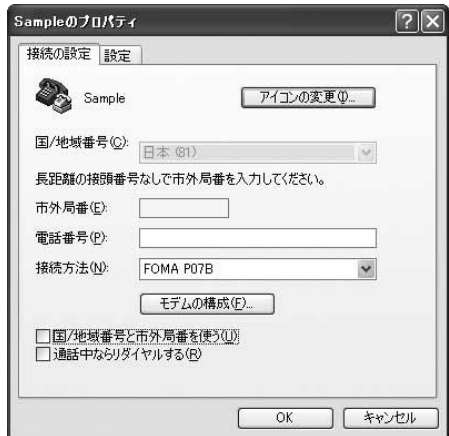 Sampleのプロパティ
接続の設定 設定
Sample
アイコンの変更(I)...
国/地域番号(C):
日本 (81)
長距離の接頭番号なしで市外局番を入力してください。
市外局番(E):
電話番号(P):
接続方法(N):
FOMA P07B
モデムの構成(F)...
国/地域番号と市外局番を使う(U)
通話中ならリダイヤルする(R)
OK キャンセル